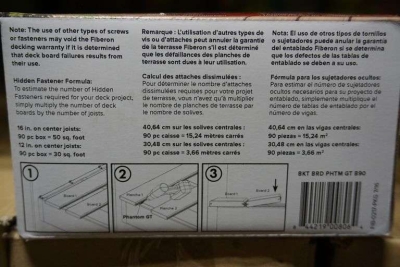 Note: The use of other types of screws
or fasteners may void the Fiberon
decking warranty if it is determined
that deck board failures results
from their use.
Hidden Fastener Formula:
To estimate the number of Hidden
Fasteners required for your deck project,
simply multiply the number of deck
boards by the number of joists.
16 in. on center joists:
90 pc box = 50 sq. foot
12 in. on center joists:
90 pc box = 30 sq. foot
Remarque : L'utilisation d'autres types de
vis ou d'attaches peut annuler la garantie
de la terrasse Fiberon s'il est déterminé
que les défaillances des planches de
terrasse résultent de leur usage.
Calcul des attaches dissimulées :
Pour déterminer le nombre d'attaches
dissimulées requises pour votre projet
de terrasse, vous n'avez qu'à multiplier
le nombre de planches de terrasse par
le nombre de solives.
40,64 cm sur les solives centrales :
90 pc box = 15,24 mètres carré
30,48 cm sur les solives centrales :
90 pc box = 3,66 mètres carré
Nota: El uso de otros tipos de tornillos
o sujetadores puede anular la garantía
del entablado Fiberon si se determina
que los defectos de las tablas de
entablado se deben a su uso.
Fórmula para los sujetadores ocultos:
Para estimar el número de sujetadores
ocultos necesarios para su proyecto de
entablado, simplemente multiplique el
número de tablas por el número de
vigas.
40,64 cm en las vigas centrales:
90 piezas = 15,24 m²
30,48 cm en las vigas centrales:
90 piezas = 3,66 m²
1
2
Phantom GT
3
BKT BRD PHTM GT B90